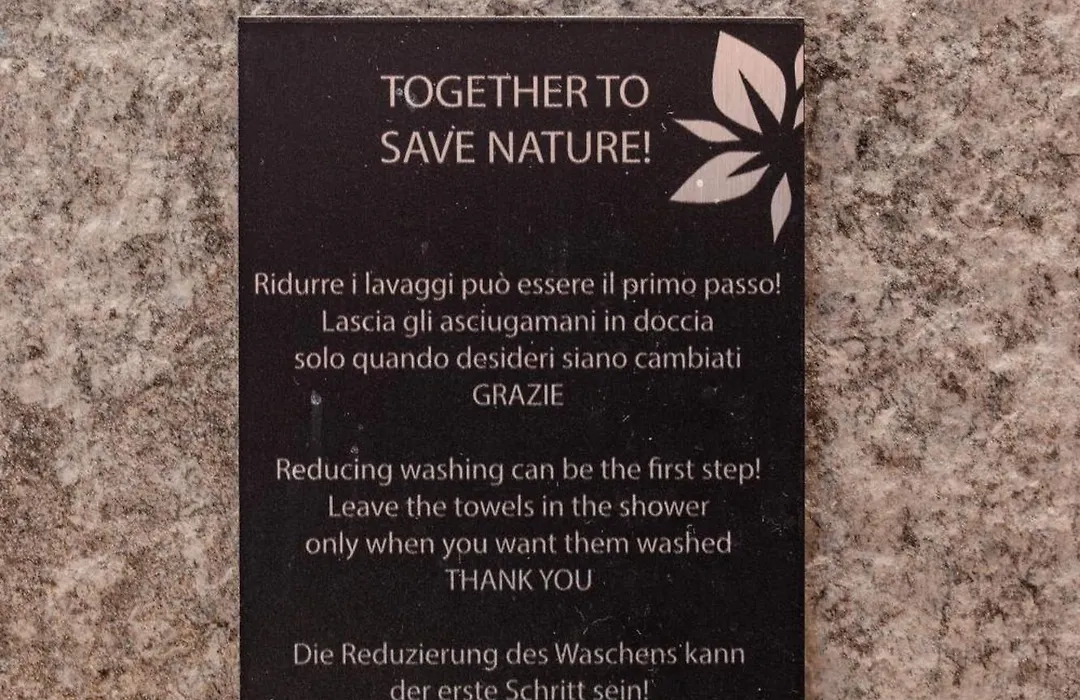 TOGETHER TO
SAVE NATURE!
Ridurre i lavaggi può essere il primo passo!
Lascia gli asciugamani in doccia
solo quando desideri siano cambiati
GRAZIE
Reducing washing can be the first step!
Leave the towels in the shower
only when you want them washed
THANK YOU
Die Reduzierung des Waschens kann
der erste Schritt sein!